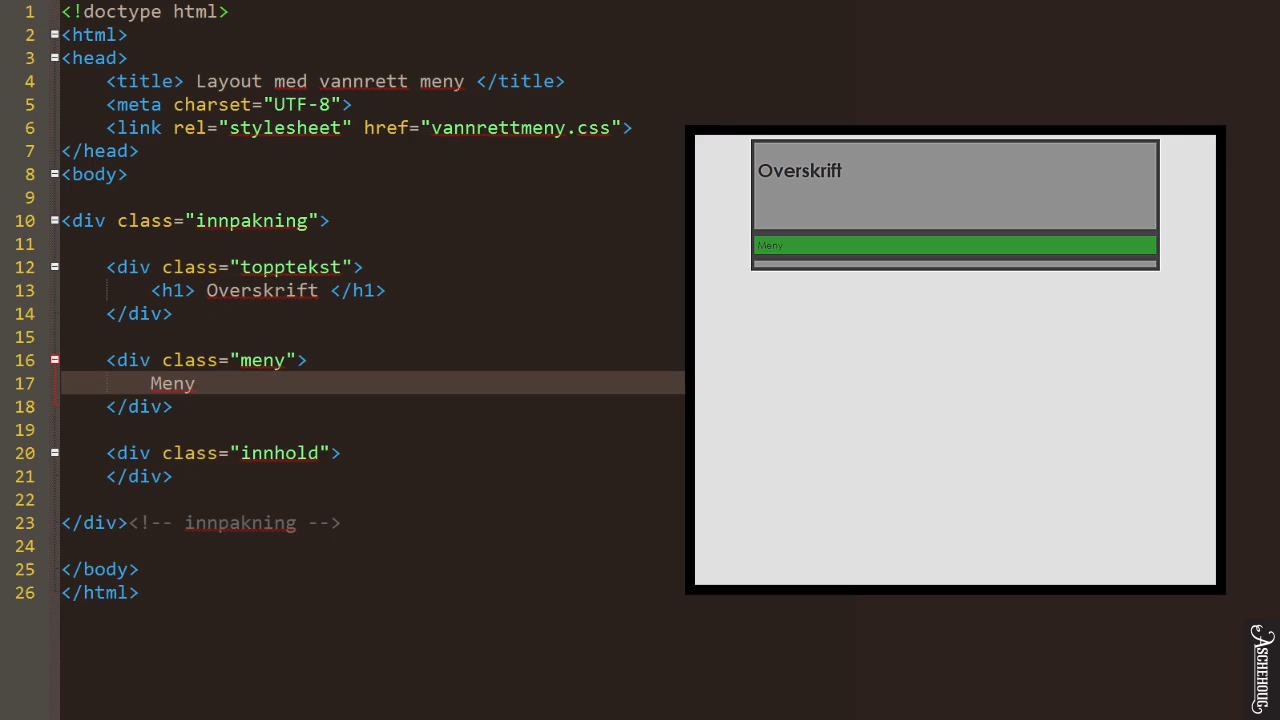 1 <!doctype html>
2 <html>
3 <head>
4 <title> Layout med vannrett meny </title>
5 <meta charset="UTF-8">
6 <link rel="stylesheet" href="vannrettmeny.css">
7 </head>
8 <body>
9
10 <div class="innpakning">
11
12 <div class="topptekst">
13 <h1> Overskrift </h1>
14 </div>
15
16 <div class="meny">
17 Meny
18 </div>
19
20 <div class="innhold">
21 </div>
22
23 </div><!-- innpakning -->
24
25 </body>
26 </html>
Overskrift
Meny
ASCHEHOUG